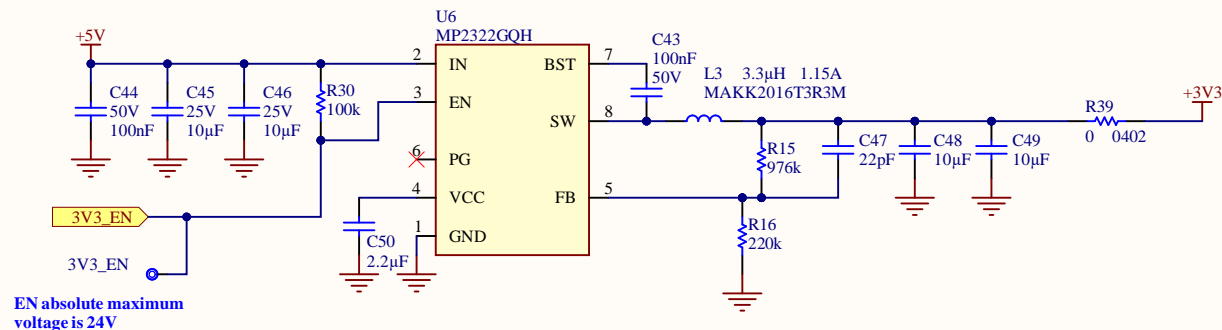 U6
MP2322GQH
+5V
2
IN
BST
7
C43
100nF
50V
L3 3.3µH 1.15A
MAKK2016T3R3M
C44
50V
100nF
C45
25V
10µF
C46
25V
10µF
R30
100k
3
EN
SW
8
R39
0 0402
+3V3
6
PG
R15
976k
C47
22pF
C48
10µF
C49
10µF
4
VCC
FB
5
3V3_EN
C50
2.2µF
1
GND
R16
220k
3V3_EN
EN absolute maximum
voltage is 24V